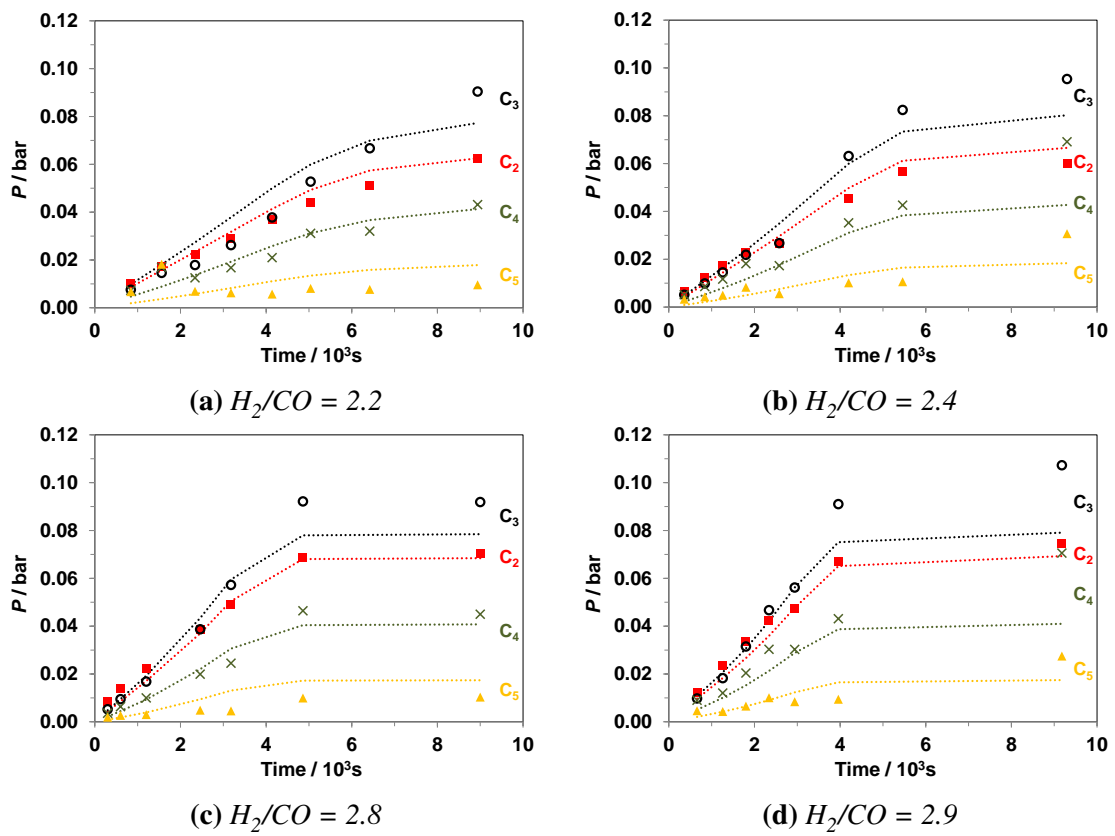 0.12
0.10
0.08
0.06
0.04
0.02
0.00
P / bar
C₃
C₂
C₄
C₅
0 2 4 6 8 10
Time / 10³s
(a) H₂/CO = 2.2
0.12
0.10
0.08
0.06
0.04
0.02
0.00
P / bar
C₃
C₂
C₄
C₅
0 2 4 6 8 10
Time / 10³s
(b) H₂/CO = 2.4
0.12
0.10
0.08
0.06
0.04
0.02
0.00
P / bar
C₃
C₂
C₄
C₅
0 2 4 6 8 10
Time / 10³s
(c) H₂/CO = 2.8
0.12
0.10
0.08
0.06
0.04
0.02
0.00
P / bar
C₃
C₂
C₄
C₅
0 2 4 6 8 10
Time / 10³s
(d) H₂/CO = 2.9